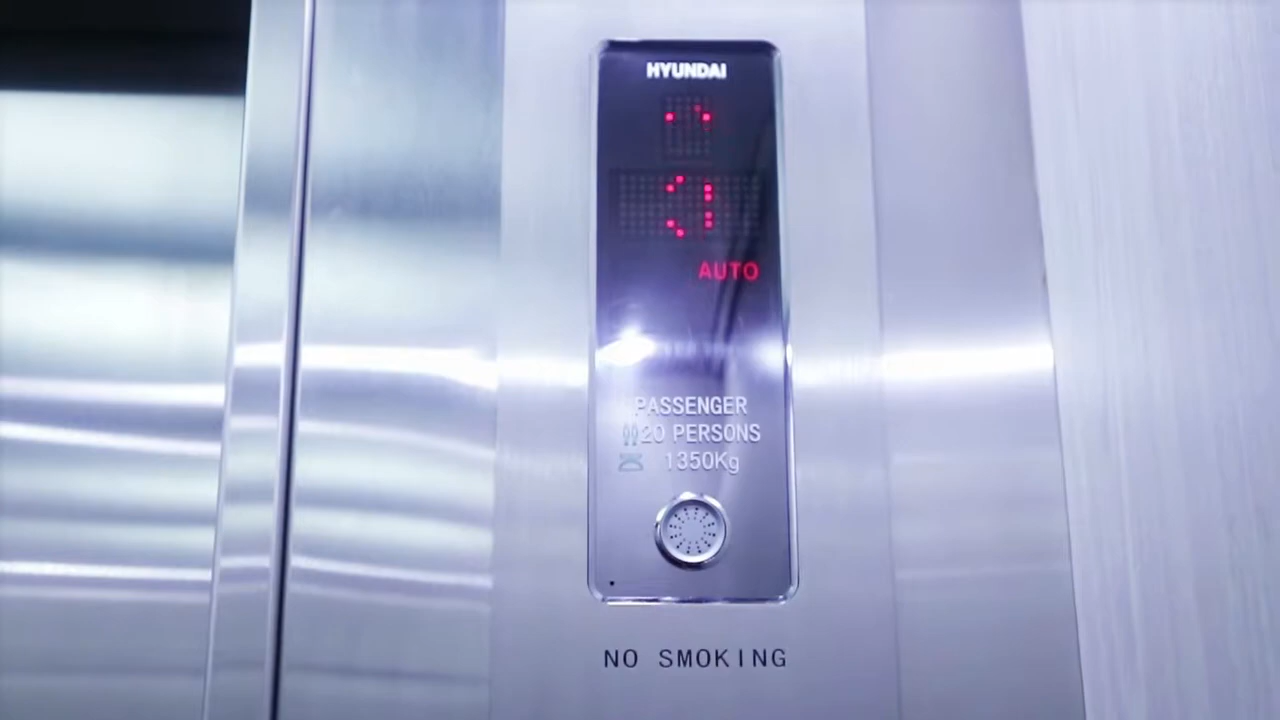 HYUNDAI
AUTO
PASSENGER
20 PERSONS
1350Kg
NO SMOKING